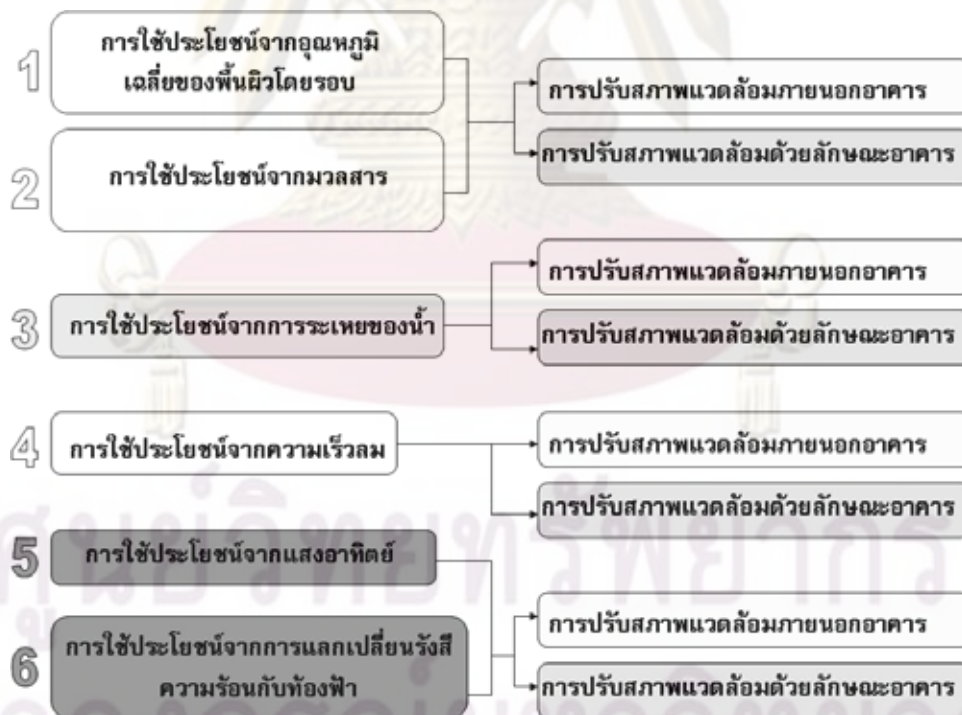 1
การใช้ประโยชน์จากอุณหภูมิ
เฉลี่ยของพื้นผิวโดยรอบ
2
การใช้ประโยชน์จากมวลสาร
การปรับสภาพแวดล้อมภายนอกอาคาร
การปรับสภาพแวดล้อมด้วยลักษณะอาคาร
3
การใช้ประโยชน์จากการระเหยของน้ำ
การปรับสภาพแวดล้อมภายนอกอาคาร
การปรับสภาพแวดล้อมด้วยลักษณะอาคาร
4
การใช้ประโยชน์จากความเร็วลม
การปรับสภาพแวดล้อมภายนอกอาคาร
การปรับสภาพแวดล้อมด้วยลักษณะอาคาร
5
การใช้ประโยชน์จากแสงอาทิตย์
6
การใช้ประโยชน์จากการแลกเปลี่ยนรังสี
ความร้อนกับท้องฟ้า
การปรับสภาพแวดล้อมภายนอกอาคาร
การปรับสภาพแวดล้อมด้วยลักษณะอาคาร
ศูนย์วิทยทรัพยากร